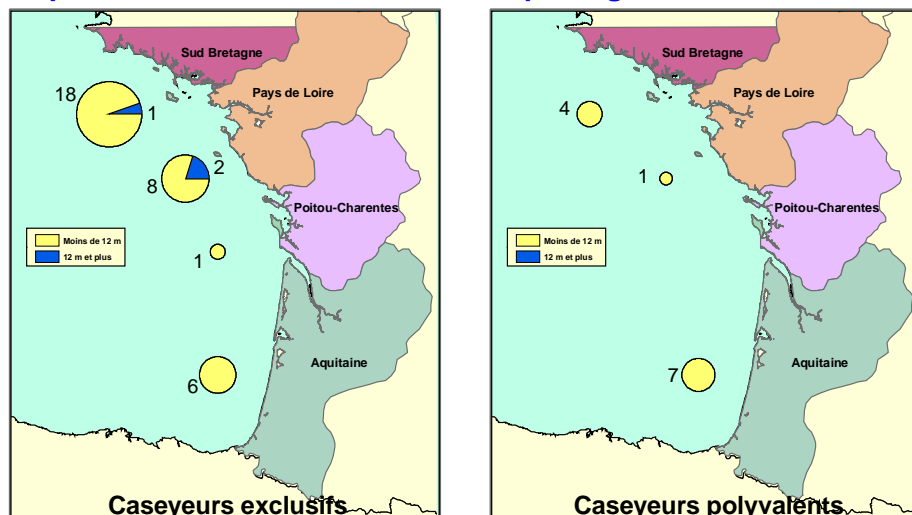 Sud Bretagne
Pays de Loire
Poitou-Charentes
Aquitaine
18
1
2
8
1
6
Moins de 12 m
12 m et plus
Caseyeurs exclusifs
Sud Bretagne
Pays de Loire
Poitou-Charentes
Aquitaine
4
1
7
Moins de 12 m
12 m et plus
Caseyeurs polyvalents